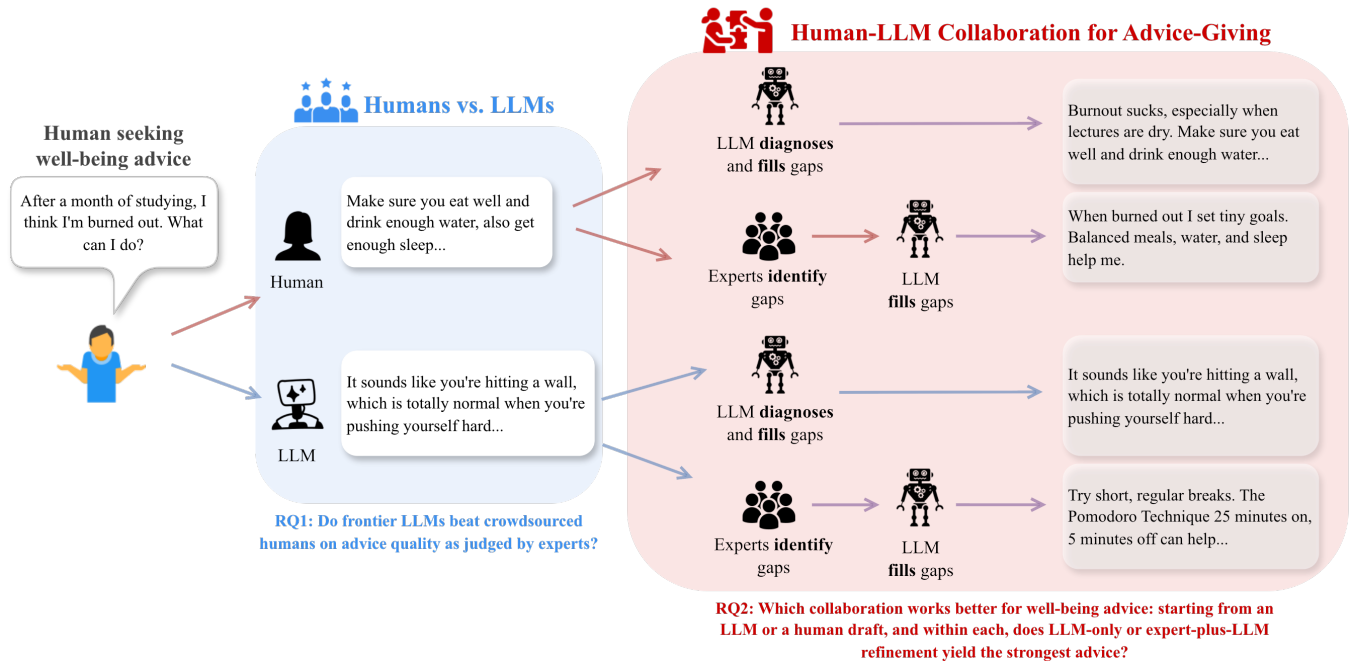 Human-LLM Collaboration for Advice-Giving
Humans vs. LLMs
Human seeking
well-being advice
After a month of studying, I
think I'm burned out. What
can I do?
Human
Make sure you eat well and
drink enough water, also get
enough sleep...
LLM
It sounds like you're hitting a wall,
which is totally normal when you're
pushing yourself hard...
RQ1: Do frontier LLMs beat crowdsourced
humans on advice quality as judged by experts?
LLM diagnoses
and fills gaps
Burnout sucks, especially when
lectures are dry. Make sure you eat
well and drink enough water...
Experts identify
gaps
LLM
fills gaps
When burned out I set tiny goals.
Balanced meals, water, and sleep
help me.
LLM diagnoses
and fills gaps
It sounds like you're hitting a wall,
which is totally normal when you're
pushing yourself hard...
Experts identify
gaps
LLM
fills gaps
Try short, regular breaks. The
Pomodoro Technique 25 minutes on,
5 minutes off can help...
RQ2: Which collaboration works better for well-being advice: starting from an
LLM or a human draft, and within each, does LLM-only or expert-plus-LLM
refinement yield the strongest advice?